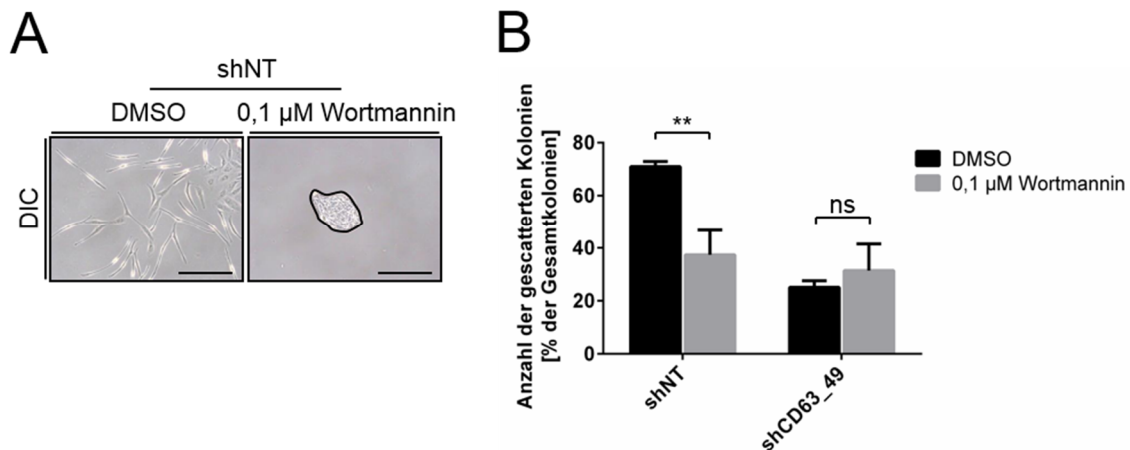 A
shNT
DMSO
0,1 µM Wortmannin
DIC
B
Anzahl der gescatterten Kolonien
[% der Gesamtkolonien]
80
60
40
20
0
**
ns
shNT
shCD63_49
DMSO
0,1 µM Wortmannin